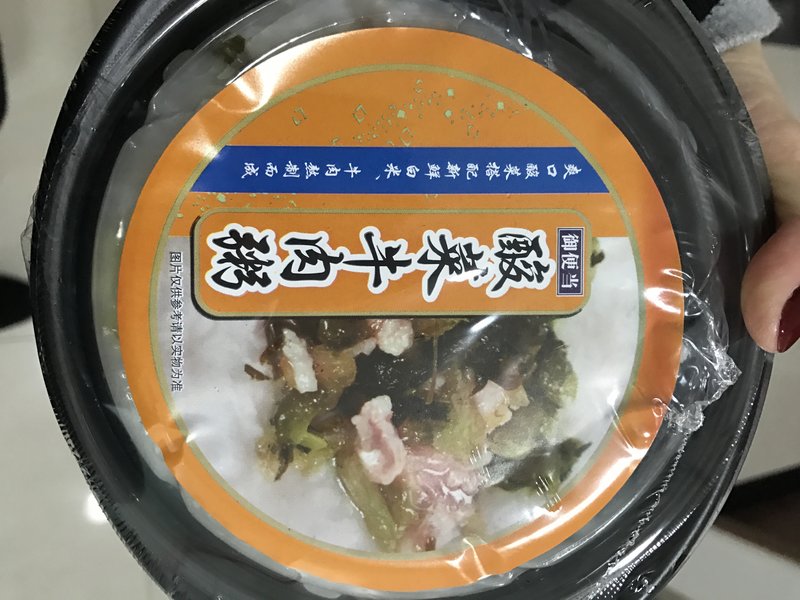 爽口酸菜搭配新鲜白米、牛肉熬制而成
御便当
酸菜牛肉粥
图片仅供参考请以实物为准